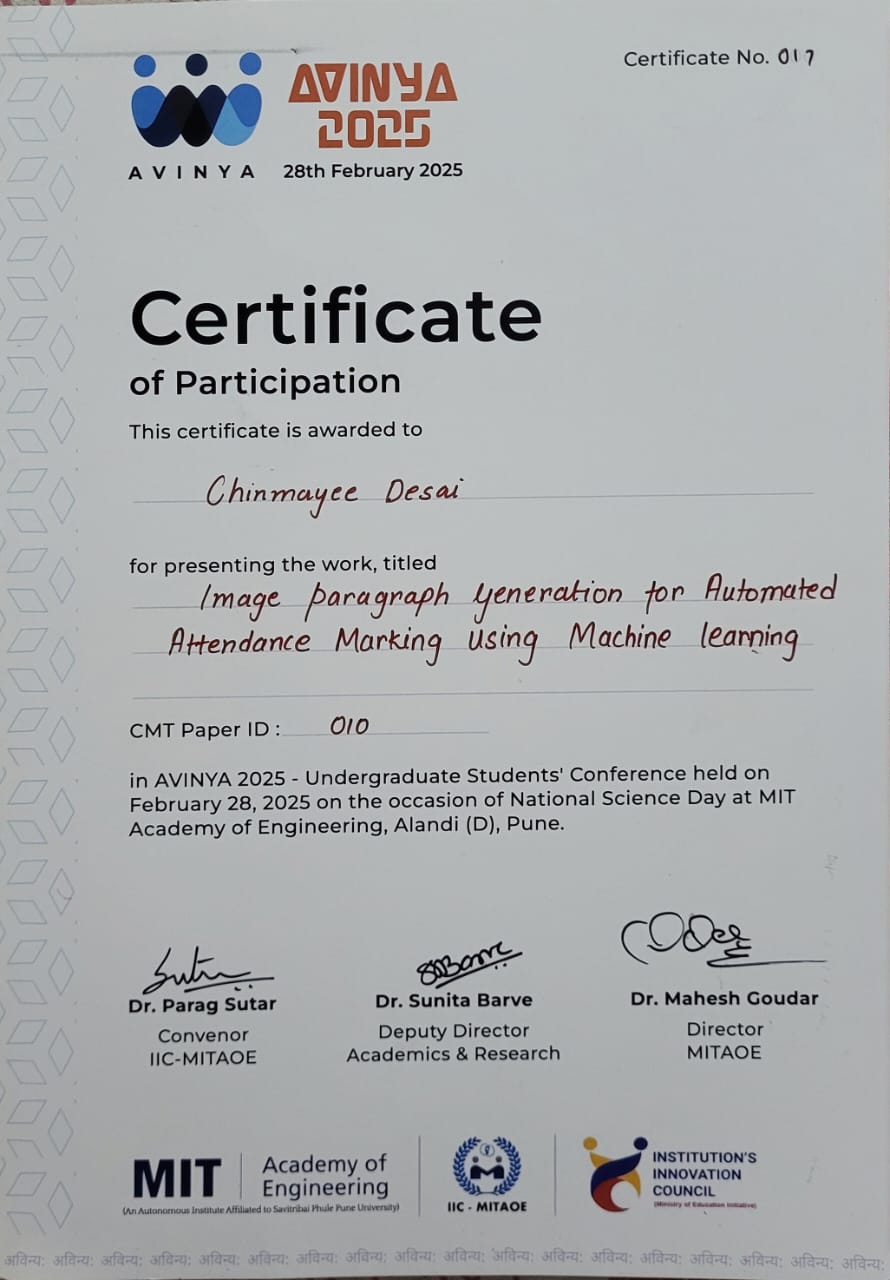 Certificate No. 017
AVINYA
2025
AVINYA
28th February 2025
Certificate
of Participation
This certificate is awarded to
Chinmayee Desai
for presenting the work, titled
Image paragraph generation for Automated
Attendance Marking using Machine learning
CMT Paper ID : 010
in AVINYA 2025 - Undergraduate Students' Conference held on
February 28, 2025 on the occasion of National Science Day at MIT
Academy of Engineering, Alandi (D), Pune.
Dr. Parag Sutar
Convenor
IIC-MITAOE
Dr. Sunita Barve
Deputy Director
Academics & Research
Dr. Mahesh Goudar
Director
MITAOE
MIT
Academy of
Engineering
(An Autonomous Institute Affiliated to Savitribai Phule Pune University)
IIC - MITAOE
INSTITUTION'S
INNOVATION
COUNCIL
(Ministry of Education Initiative)
अविन्य: अविन्य: अविन्य: अविन्य: अविन्य: अविन्य: अविन्य: अविन्य: अविन्य: अविन्य: अविन्य: अविन्य: अविन्य: अविन्य: अविन्य: अविन्य: अविन्य: अविन्य: